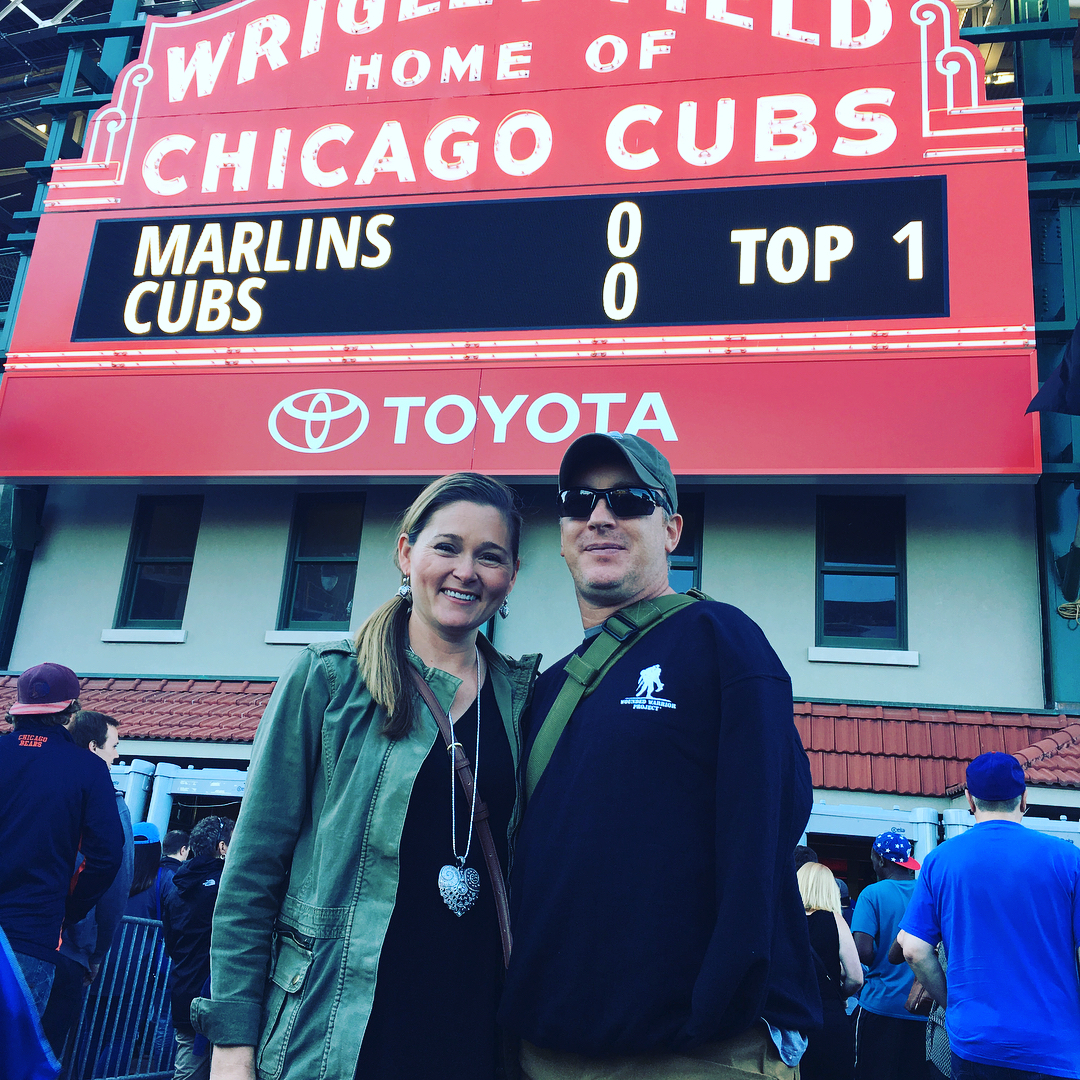 WRIGLEY FIELD
HOME OF
CHICAGO CUBS
MARLINS 0 TOP 1
CUBS 0
TOYOTA
WOUNDED WARRIOR
PROJECT
CHICAGO
BEARS